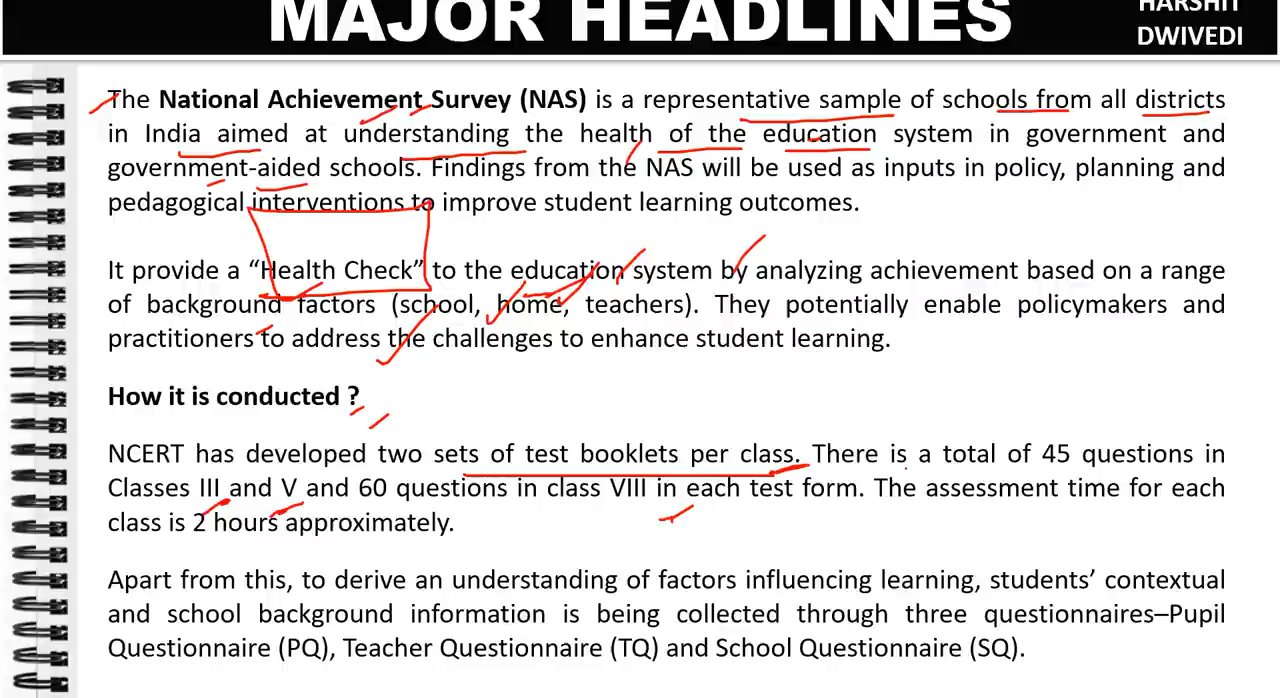 MAJOR HEADLINES
HARSHIT
DWIVEDI
The National Achievement Survey (NAS) is a representative sample of schools from all districts
in India aimed at understanding the health of the education system in government and
government-aided schools. Findings from the NAS will be used as inputs in policy, planning and
pedagogical interventions to improve student learning outcomes.
It provide a “Health Check” to the education system by analyzing achievement based on a range
of background factors (school, home, teachers). They potentially enable policymakers and
practitioners to address the challenges to enhance student learning.
How it is conducted ?
NCERT has developed two sets of test booklets per class. There is a total of 45 questions in
Classes III and V and 60 questions in class VIII in each test form. The assessment time for each
class is 2 hours approximately.
Apart from this, to derive an understanding of factors influencing learning, students’ contextual
and school background information is being collected through three questionnaires–Pupil
Questionnaire (PQ), Teacher Questionnaire (TQ) and School Questionnaire (SQ).